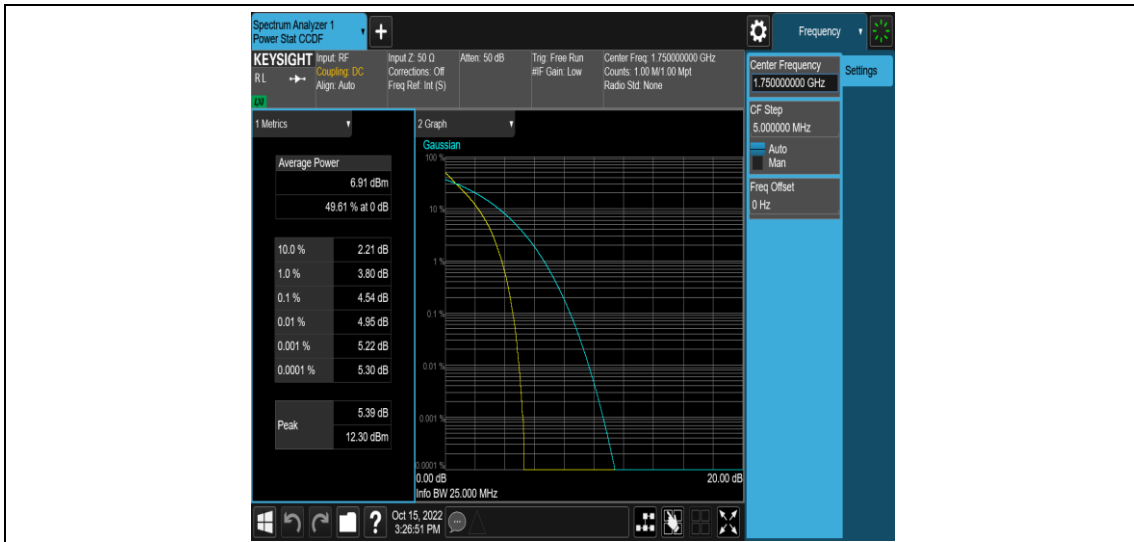 Spectrum Analyzer 1
Power Stat CCDF
Frequency
KEYSIGHT
RL
LM
Input: RF
Coupling: DC
Align: Auto
Input Z: 50 Ω
Corrections: Off
Freq Ref: Int (S)
Atten: 50 dB
Trig: Free Run
#IF Gain: Low
Center Freq: 1.750000000 GHz
Counts: 1.00 M/1.00 Mpt
Radio Std: None
Center Frequency
1.750000000 GHz
Settings
CF Step
5.000000 MHz
Auto
Man
Freq Offset
0 Hz
1 Metrics
Average Power
6.91 dBm
49.61 % at 0 dB
10.0 % 2.21 dB
1.0 % 3.80 dB
0.1 % 4.54 dB
0.01 % 4.95 dB
0.001 % 5.22 dB
0.0001 % 5.30 dB
Peak
5.39 dB
12.30 dBm
2 Graph
Gaussian
100 %
10 %
1 %
0.1 %
0.01 %
0.001 %
0.0001 %
0.00 dB 20.00 dB
Info BW 25.000 MHz
?
Oct 15, 2022
3:26:51 PM